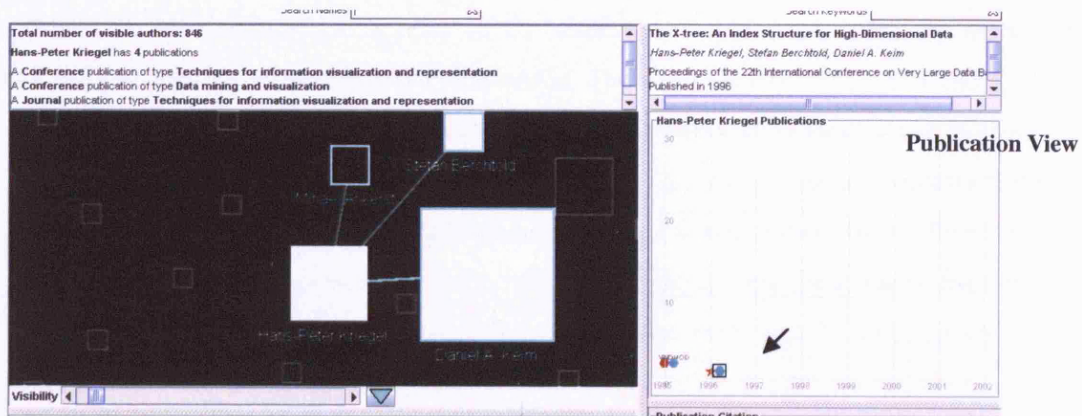 Search Names
Total number of visible authors: 846
Hans-Peter Kriegel has 4 publications
A Conference publication of type Techniques for information visualization and representation
A Conference publication of type Data mining and visualization
A Journal publication of type Techniques for information visualization and representation
Stefan Berchtold
Hans-Peter Kriegel
Daniel A. Keim
Visibility
Search Keywords
The X-tree: An Index Structure for High-Dimensional Data
Hans-Peter Kriegel, Stefan Berchtold, Daniel A. Keim
Proceedings of the 22th International Conference on Very Large Data B
Published in 1996
Hans-Peter Kriegel Publications
Publication View
30
20
10
1996 1997 1998 1999 2000 2001 2002
Publication Citation